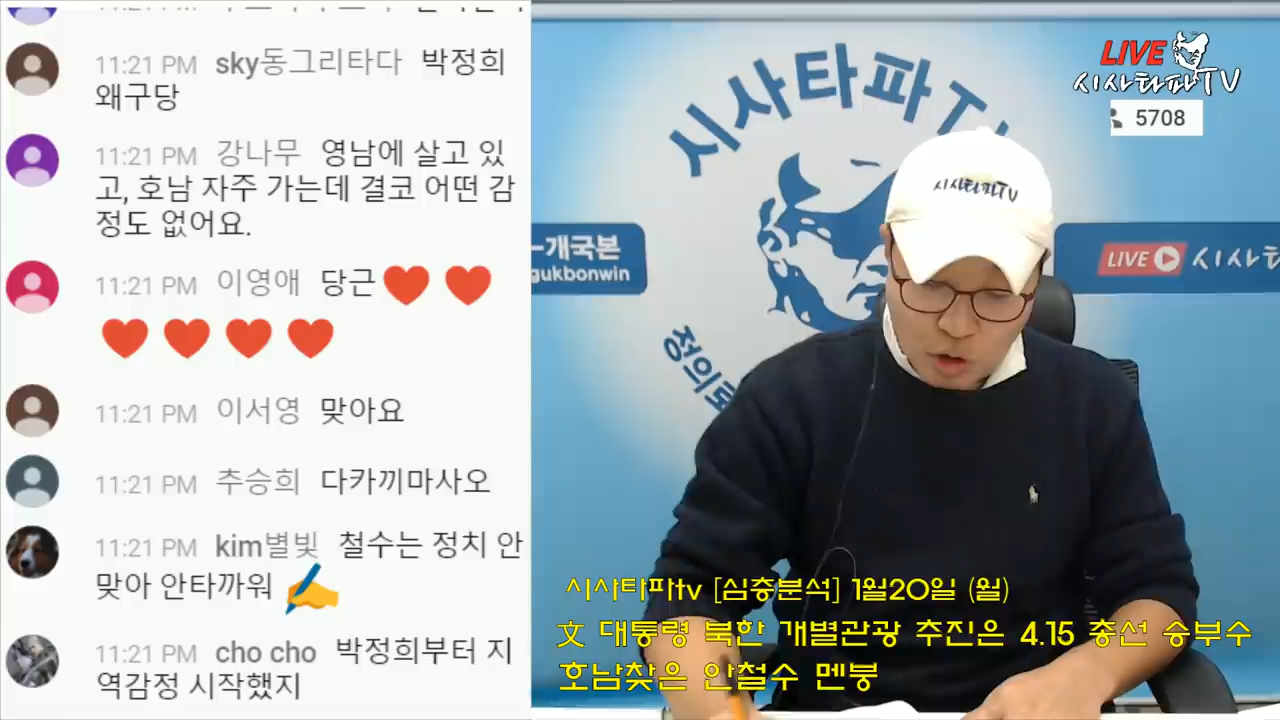 11:21 PM sky동그리타다 박정희
왜구당
11:21 PM 강나무 영남에 살고 있
고, 호남 자주 가는데 결코 어떤 감
정도 없어요.
11:21 PM 이영애 당근❤️ ❤️
❤️ ❤️ ❤️ ❤️
11:21 PM 이서영 맞아요
11:21 PM 추승희 다카끼마사오
11:21 PM kim별빛 철수는 정치 안
맞아 안타까워 ✍️
11:21 PM cho cho 박정희부터 지
역감정 시작했지
LIVE
시사타파TV
5708
시사타파T
시사타파TV
개국본
gukbonwin
LIVE 시사타
정의로
시사타파tv [심층분석] 1월20일 (월)
文 대통령 북한 개별관광 추진은 4.15 총선 승부수
호남찾은 안철수 멘붕